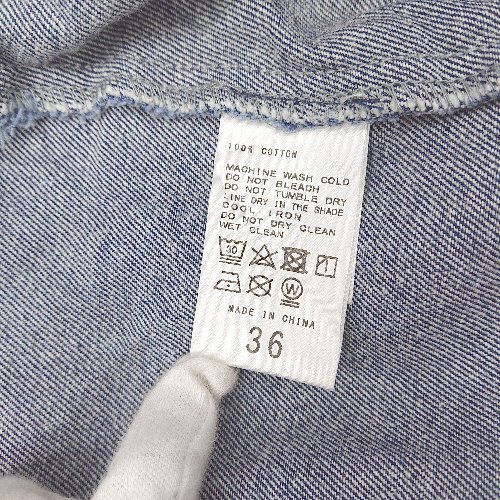 100% COTTON
MACHINE WASH COLD
DO NOT BLEACH
DO NOT TUMBLE DRY
LINE DRY IN THE SHADE
COOL IRON
DO NOT DRY CLEAN
WET CLEAN
30
W
MADE IN CHINA
36